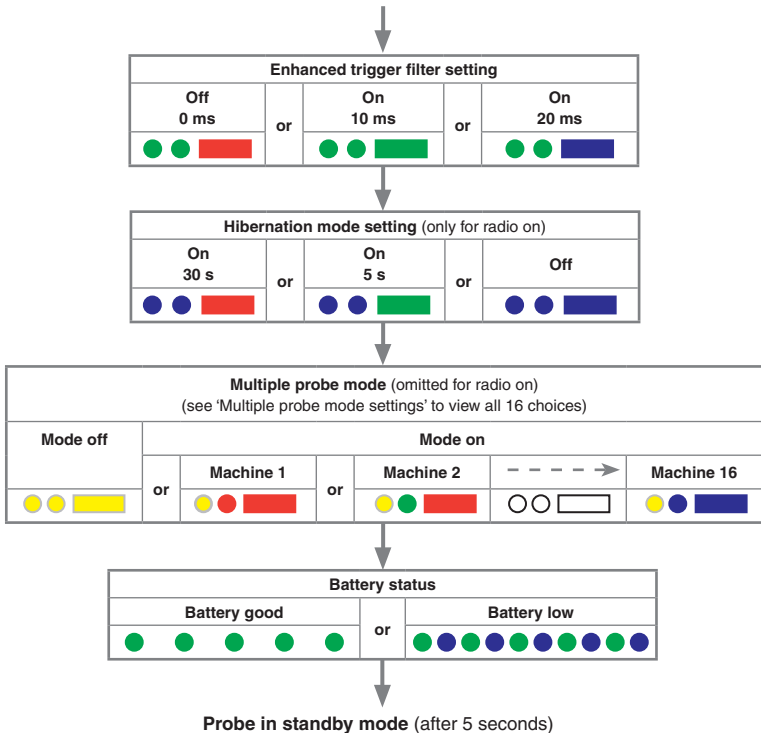 Enhanced trigger filter setting
Off
0 ms
or
On
10 ms
or
On
20 ms
Hibernation mode setting (only for radio on)
On
30 s
or
On
5 s
or
Off
Multiple probe mode (omitted for radio on)
(see 'Multiple probe mode settings' to view all 16 choices)
Mode off
Mode on
or
Machine 1
or
Machine 2
Machine 16
Battery status
Battery good
or
Battery low
Probe in standby mode (after 5 seconds)